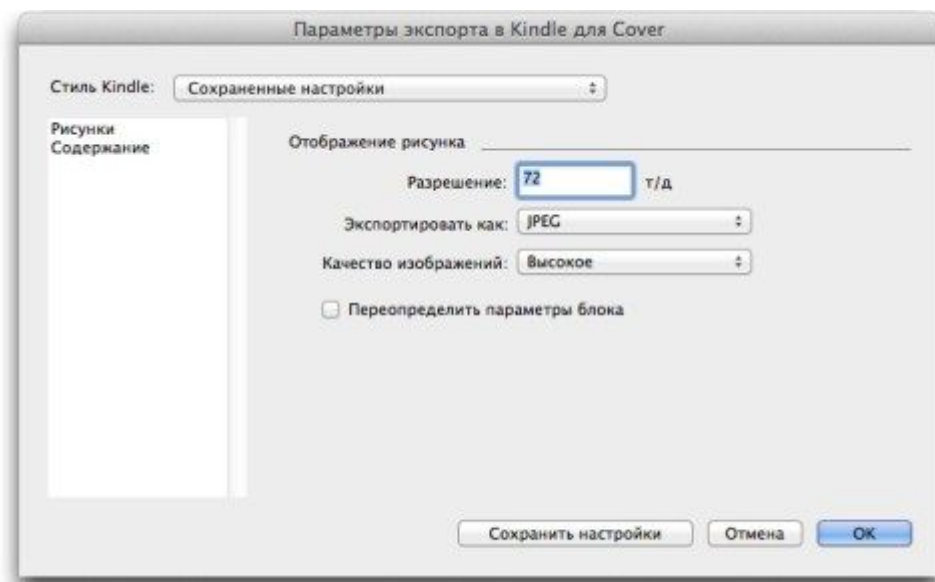 Параметры экспорта в Kindle для Cover
Стиль Kindle: Сохраненные настройки
Рисунки
Содержание
Отображение рисунка
Разрешение: 72 т/д
Экспортировать как: JPEG
Качество изображений: Высокое
Переопределить параметры блока
Сохранить настройки Отмена OK